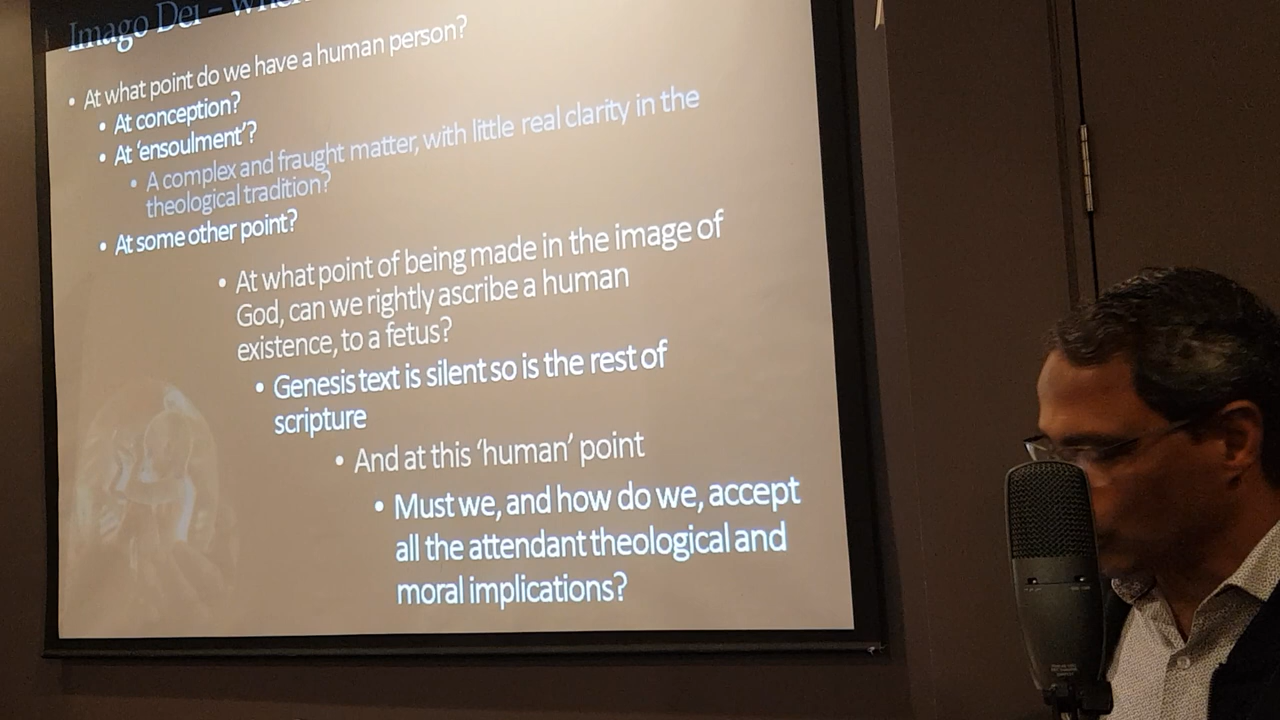 Imago Dei – When
• At what point do we have a human person?
• At conception?
• At 'ensoulment'?
• A complex and fraught matter, with little real clarity in the
theological tradition?
• At some other point?
• At what point of being made in the image of
God, can we rightly ascribe a human
existence, to a fetus?
• Genesis text is silent so is the rest of
scripture
• And at this 'human' point
• Must we, and how do we, accept
all the attendant theological and
moral implications?